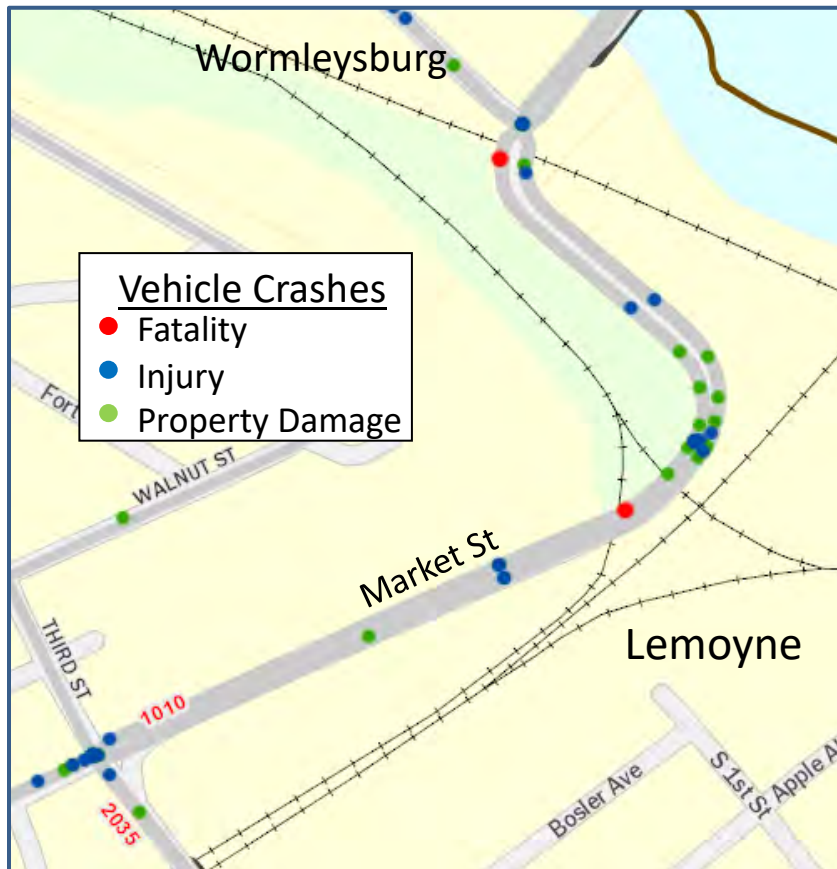 Wormleysburg
Vehicle Crashes
Fatality
Injury
Property Damage
Fort
WALNUT ST
Market St
THIRD ST
Lemoyne
1010
2035
Bosler Ave
S 1st St
Apple A